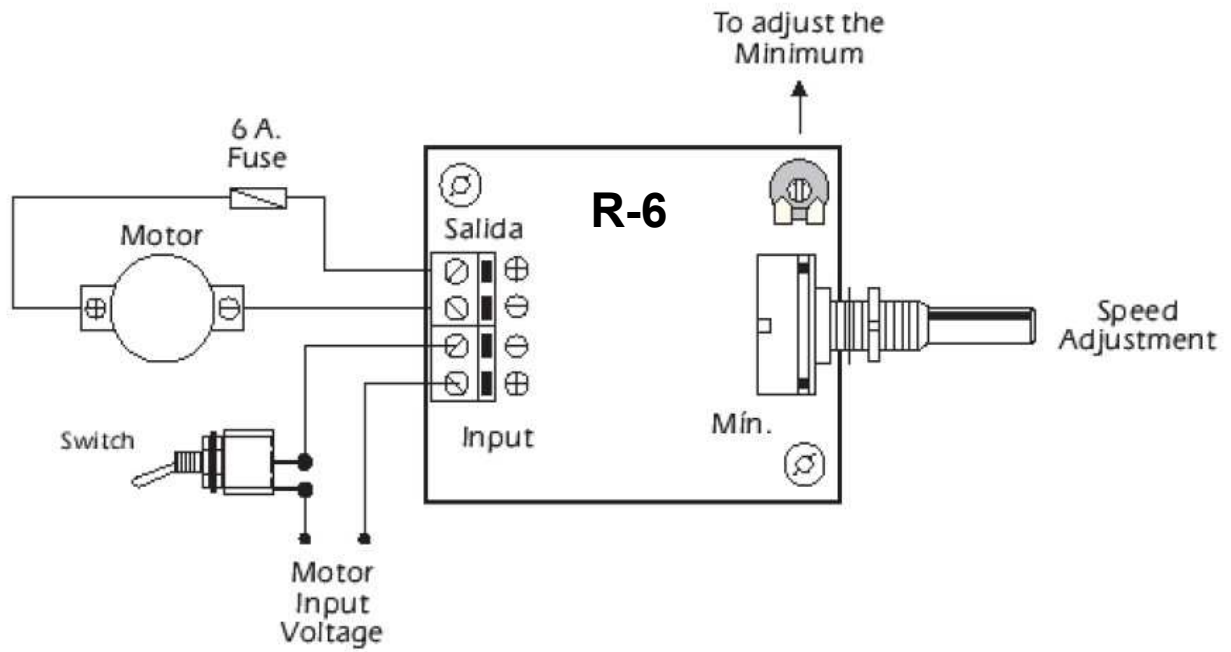 To adjust the
Minimum
6 A.
Fuse
R-6
Motor
Salida
Speed
Adjustment
Mín.
Input
Switch
Motor
Input
Voltage